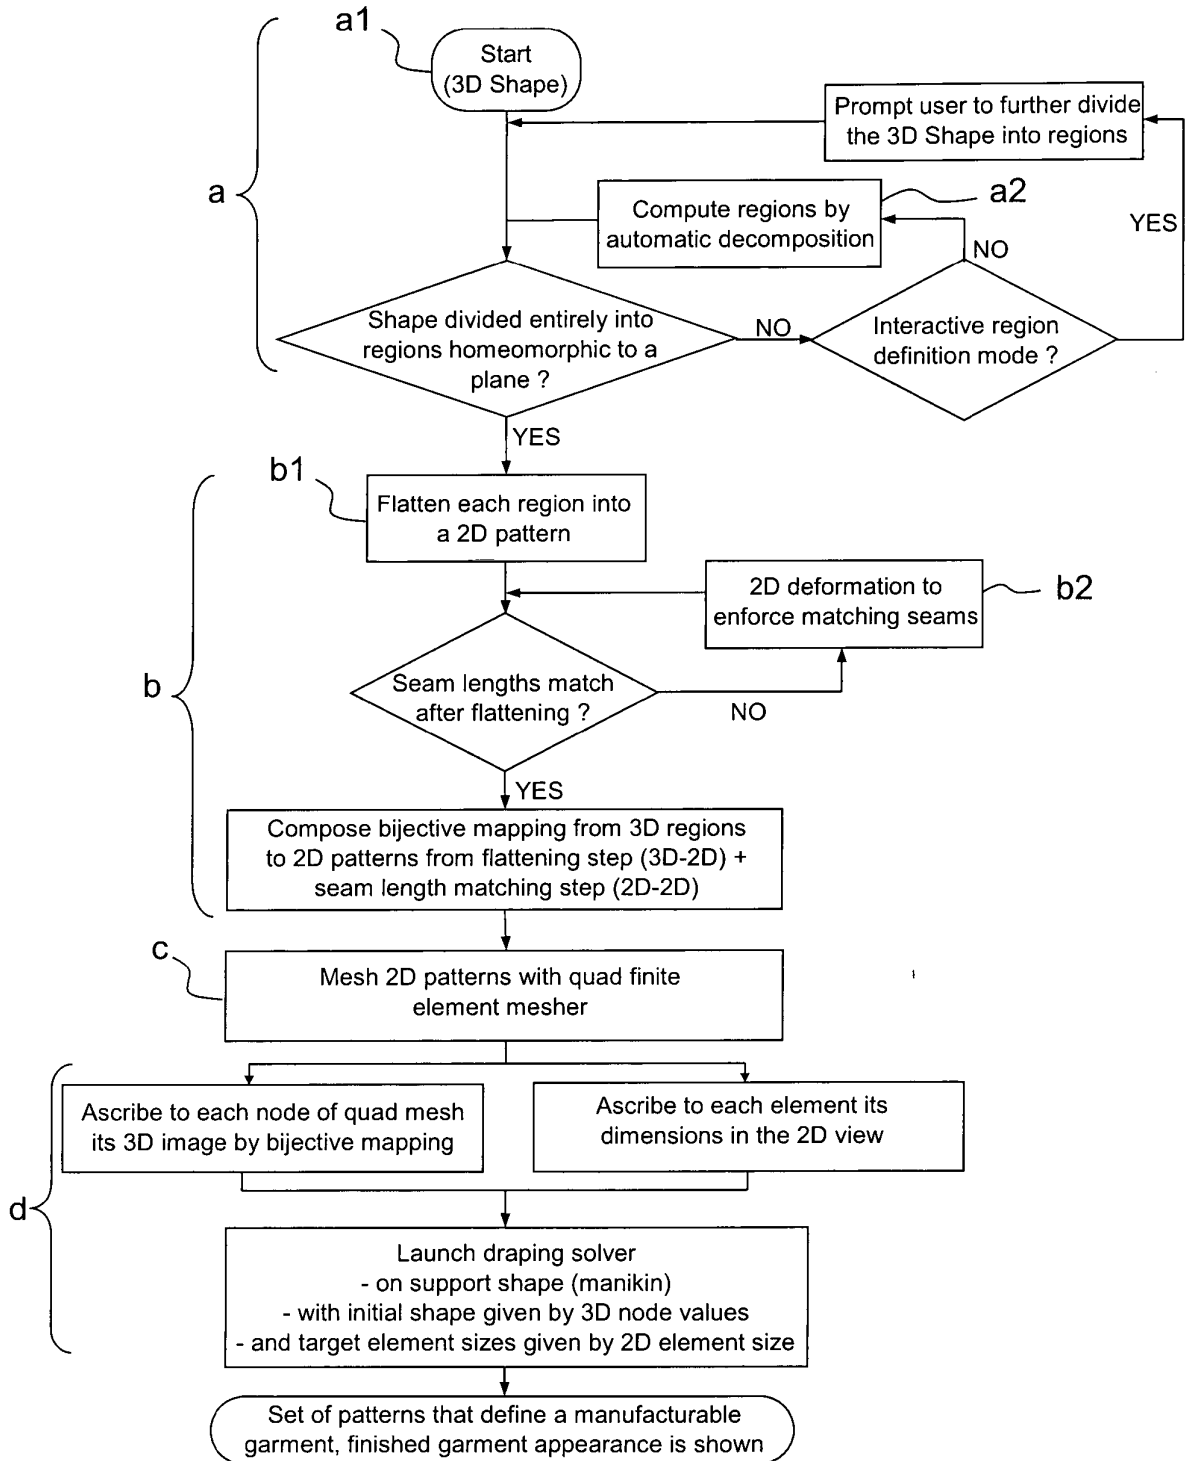 a1
Start
(3D Shape)
Prompt user to further divide
the 3D Shape into regions
a
a2
Compute regions by
automatic decomposition
YES
NO
Shape divided entirely into
regions homeomorphic to a
plane ?
NO
Interactive region
definition mode ?
YES
b1
Flatten each region into
a 2D pattern
2D deformation to
enforce matching seams
b2
b
Seam lengths match
after flattening ?
NO
YES
Compose bijective mapping from 3D regions
to 2D patterns from flattening step (3D-2D) +
seam length matching step (2D-2D)
c
Mesh 2D patterns with quad finite
element mesher
Ascribe to each node of quad mesh
its 3D image by bijective mapping
Ascribe to each element its
dimensions in the 2D view
d
Launch draping solver
- on support shape (manikin)
- with initial shape given by 3D node values
- and target element sizes given by 2D element size
Set of patterns that define a manufacturable
garment, finished garment appearance is shown